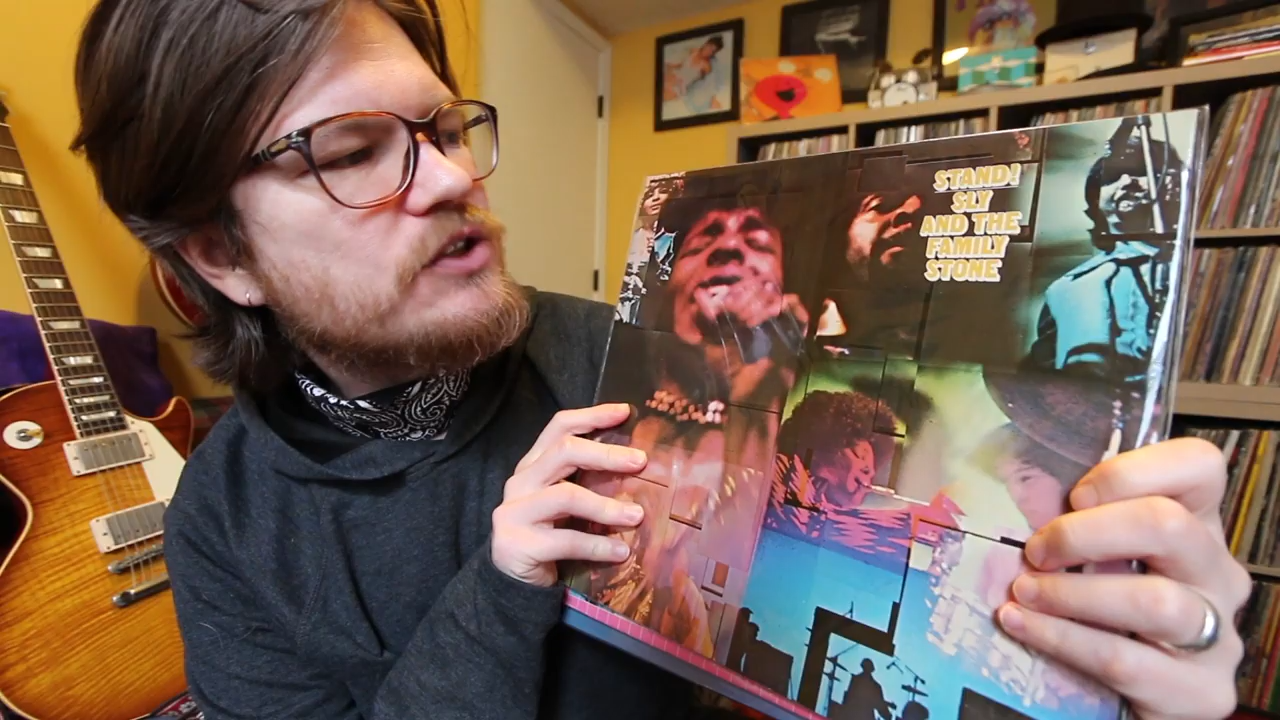 STAND!
SLY
AND THE
FAMILY
STONE